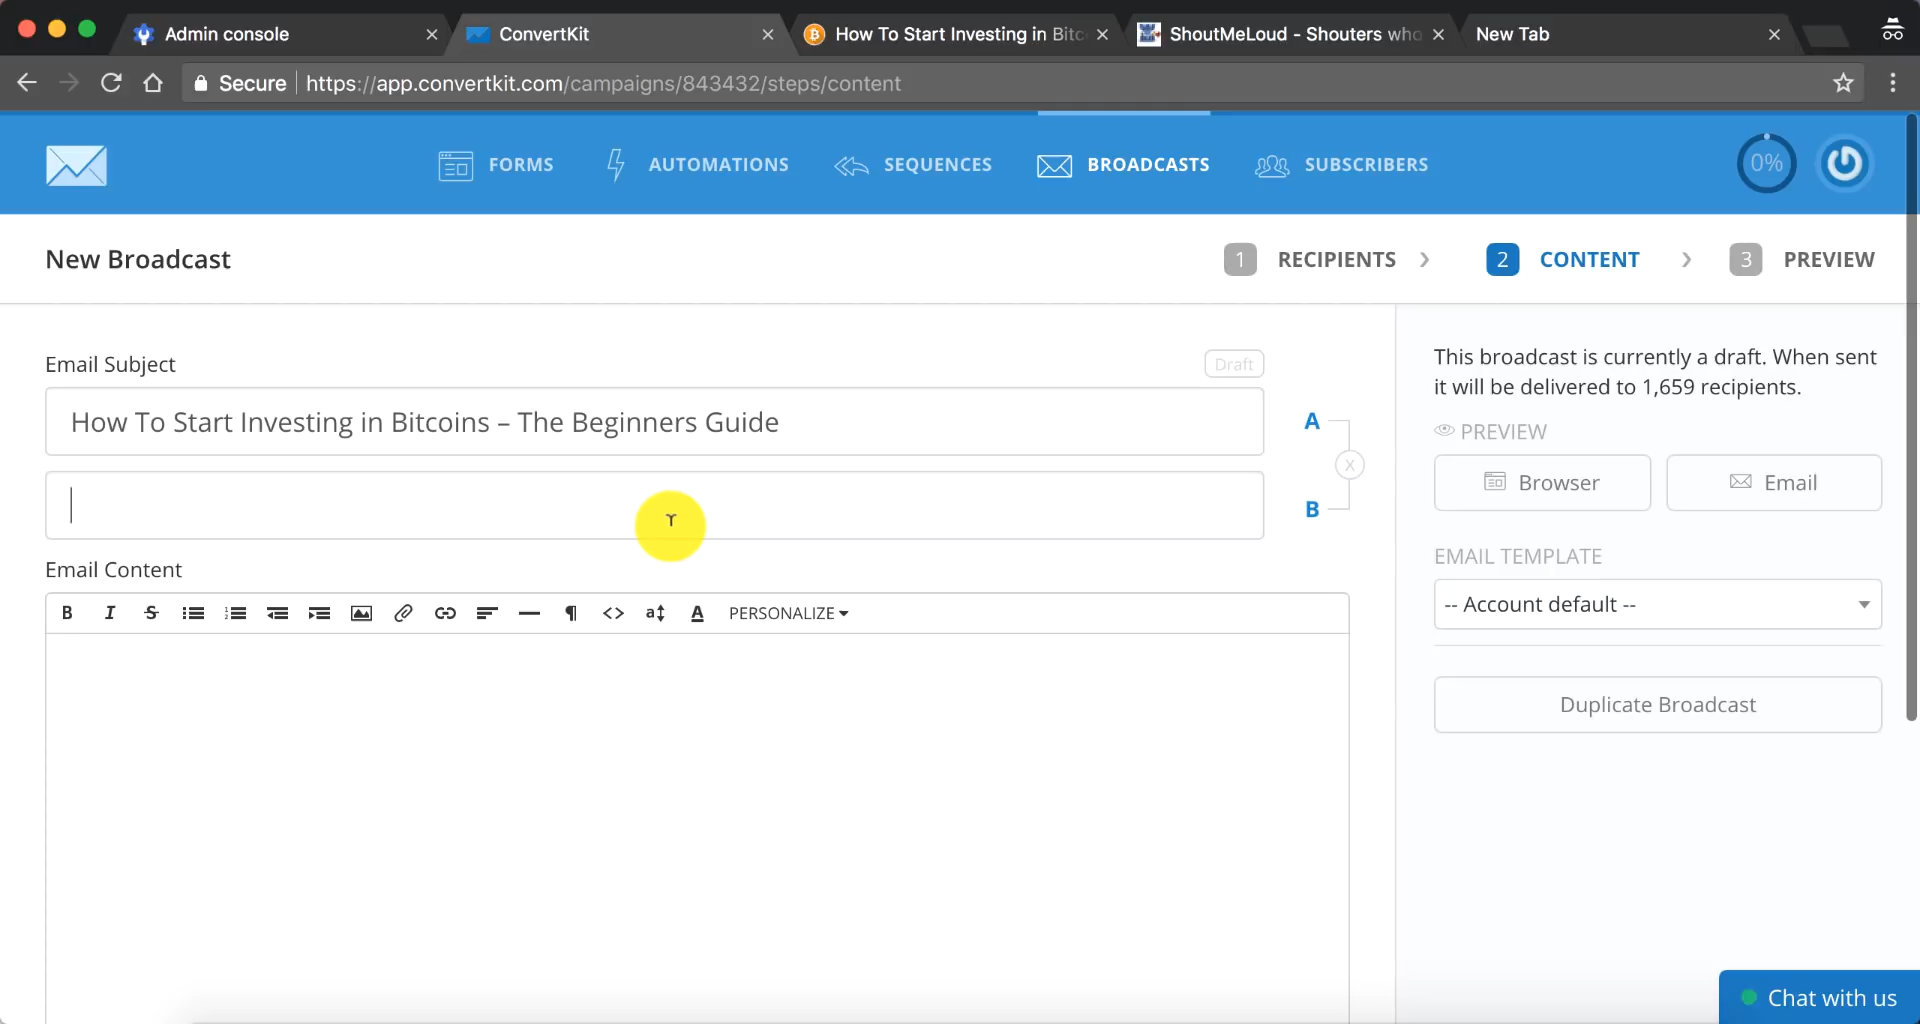 Admin console
ConvertKit
How To Start Investing in Bitc
ShoutMeLoud - Shouters who
New Tab
Secure https://app.convertkit.com/campaigns/843432/steps/content
FORMS
AUTOMATIONS
SEQUENCES
BROADCASTS
SUBSCRIBERS
0%
New Broadcast
1 RECIPIENTS
2 CONTENT
3 PREVIEW
Email Subject
Draft
How To Start Investing in Bitcoins – The Beginners Guide
A
X
B
Email Content
B I S a A PERSONALIZE
This broadcast is currently a draft. When sent
it will be delivered to 1,659 recipients.
PREVIEW
Browser
Email
EMAIL TEMPLATE
-- Account default --
Duplicate Broadcast
Chat with us